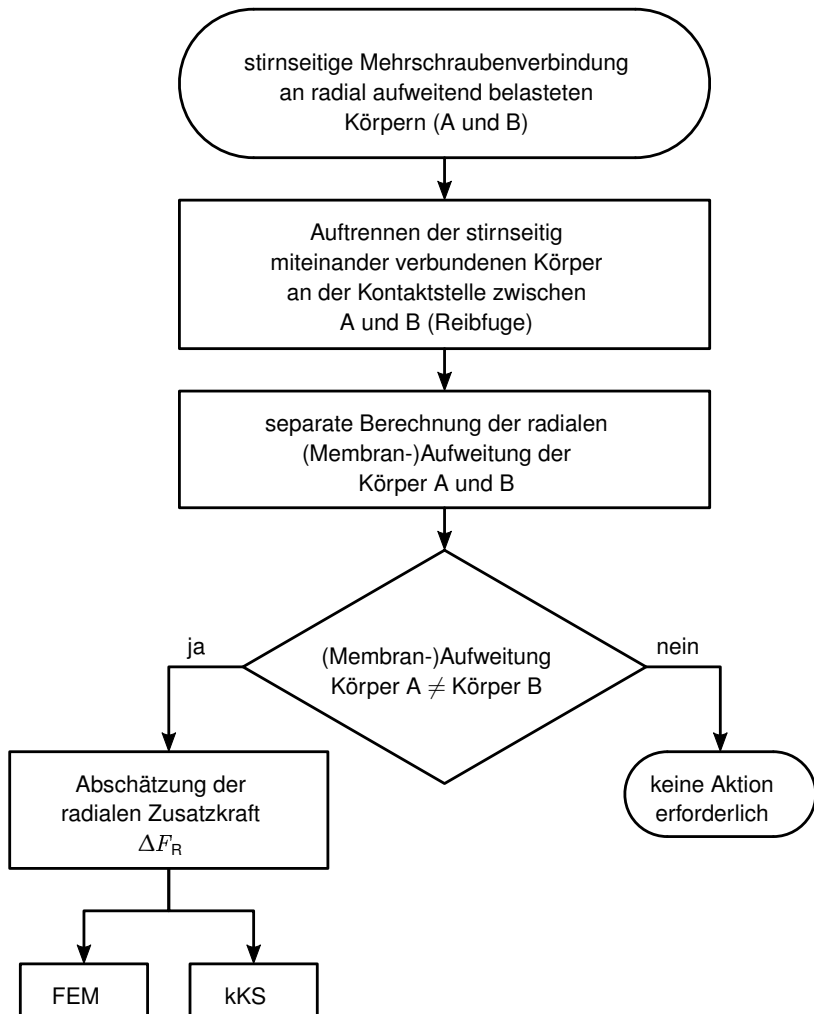 stirnseitige Mehrschraubenverbindung
an radial aufweitend belasteten
Körpern (A und B)
Auftrennen der stirnseitig
miteinander verbundenen Körper
an der Kontaktstelle zwischen
A und B (Reibfuge)
separate Berechnung der radialen
(Membran-)Aufweitung der
Körper A und B
ja
nein
(Membran-)Aufweitung
Körper A ≠ Körper B
Abschätzung der
radialen Zusatzkraft
ΔF_R
keine Aktion
erforderlich
FEM
kKS